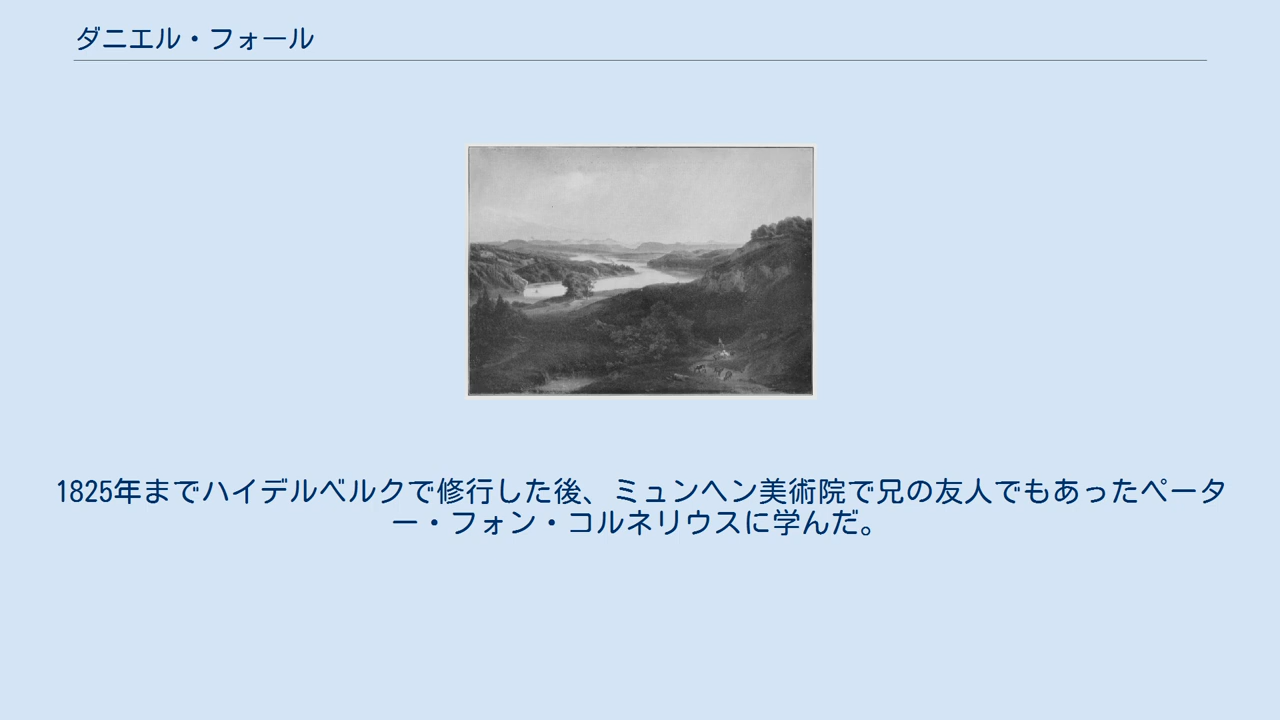 ダニエル・フォール
1825年までハイデルベルクで修行した後、ミュンヘン美術院で兄の友人でもあったペータ
ー・フォン・コルネリウスに学んだ。